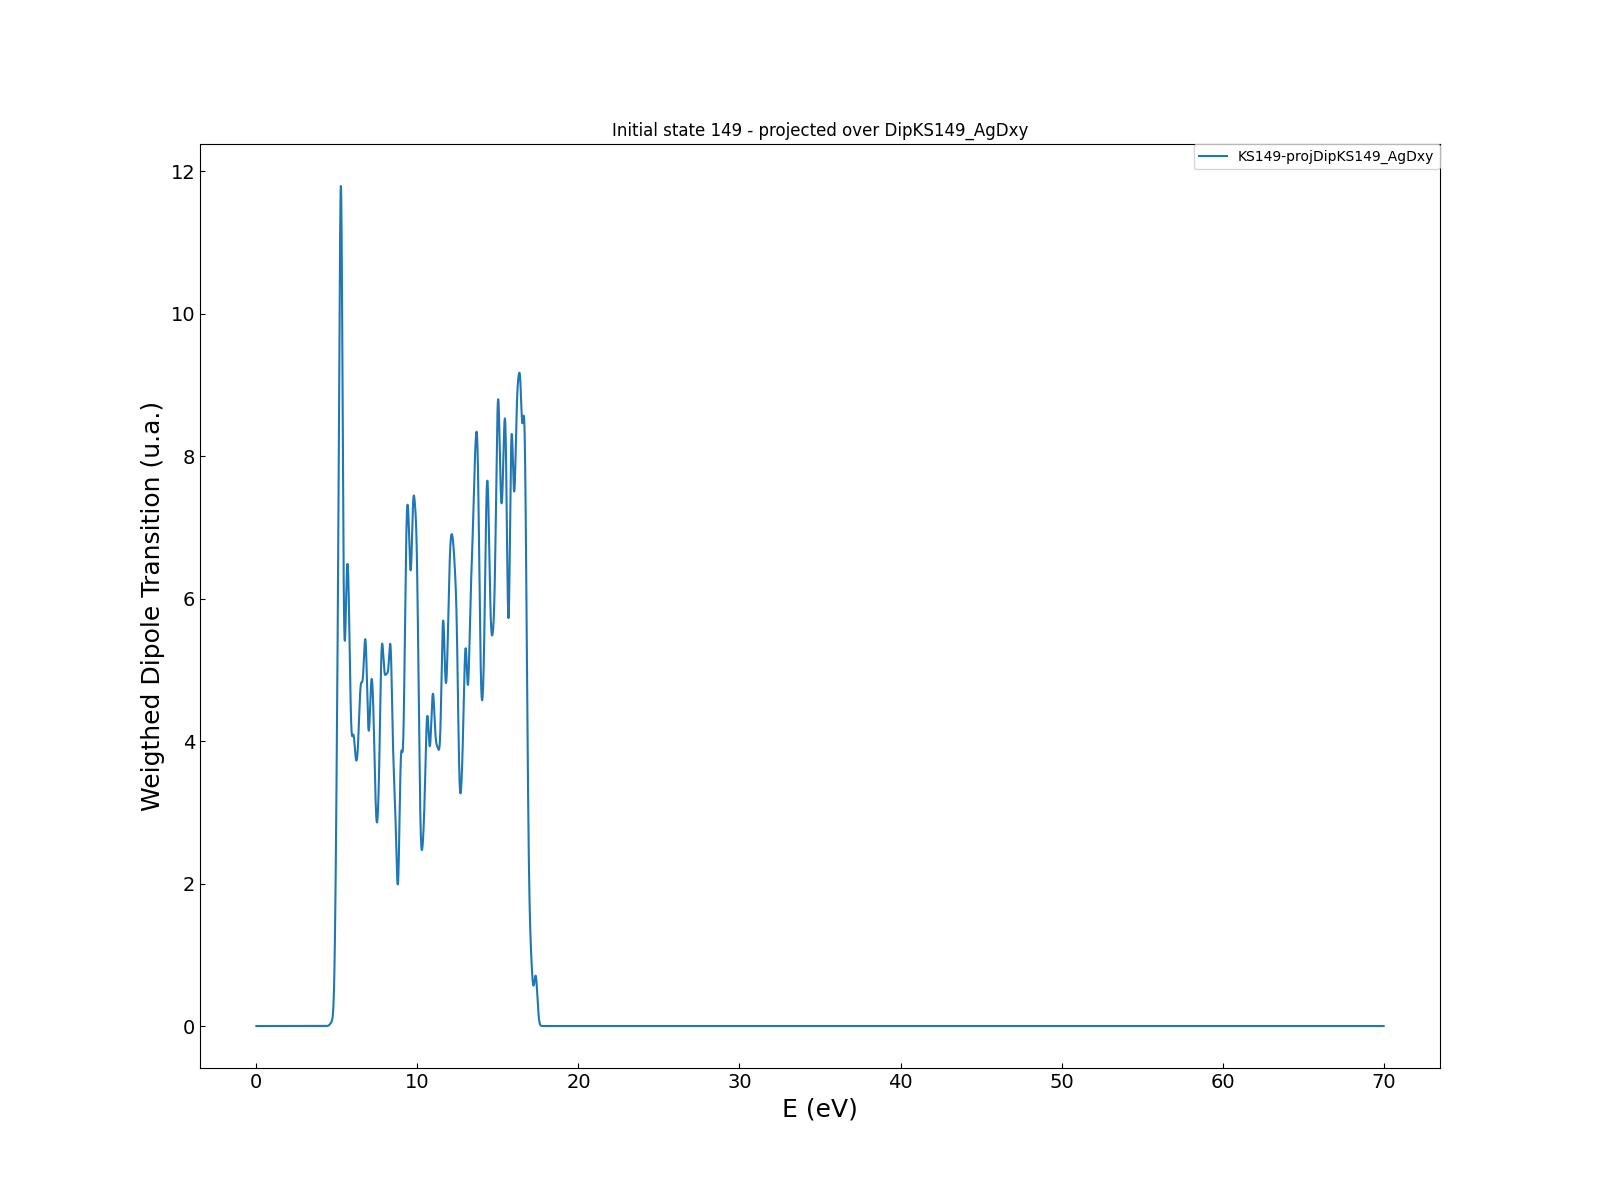 Initial state 149 - projected over DipKS149_AgDxy
KS149-projDipKS149_AgDxy
Weigthed Dipole Transition (u.a.)
12
10
8
6
4
2
0
0 10 20 30 40 50 60 70
E (eV)